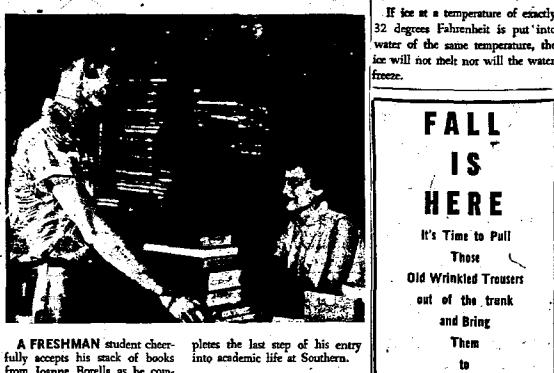 If ice at a temperature of exactly
32 degrees Fahrenheit is put into
water of the same temperature, the
ice will not melt nor will the water
freeze.
FALL
IS
HERE
It's Time to Pull
Those
Old Wrinkled Trousers
out of the trunk
and Bring
Them
to
A FRESHMAN student cheer-
fully accepts his stack of books
from Joanne Borella as he com-
pletes the last step of his entry
into academic life at Southern.